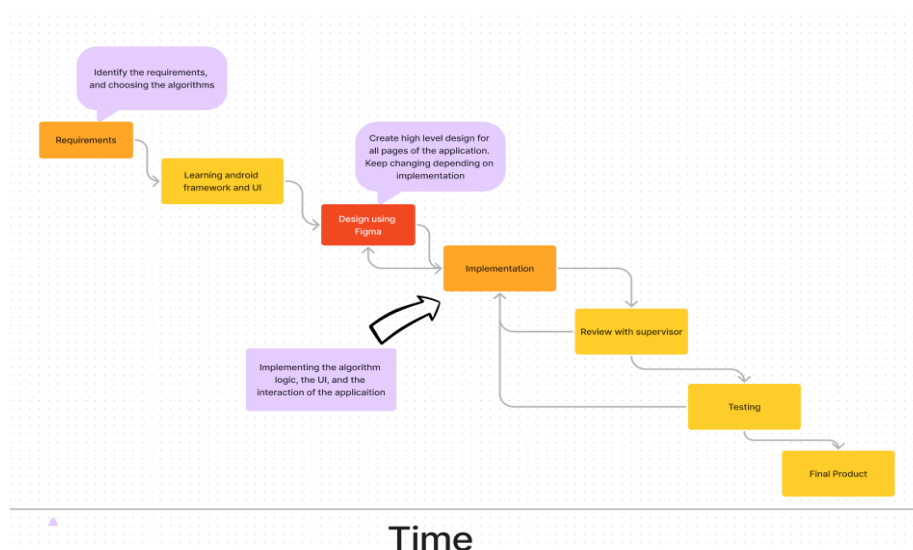 Identify the requirements,
and choosing the algorithms
Requirements
Create high level design for
all pages of the application.
Keep changing depending on
implementation
Learning android
framework and UI
Design using
Figma
Implementation
Review with supervisor
Implementing the algorithm
logic, the UI, and the
interaction of the applicaition
Testing
Final Product
Time